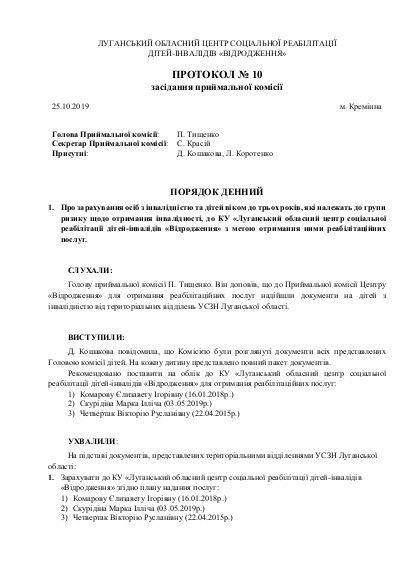 ЛУГАНСЬКИЙ ОБЛАСНИЙ ЦЕНТР СОЦІАЛЬНОЇ РЕАБІЛІТАЦІЇ
ДІТЕЙ-ІНВАЛІДІВ «ВІДРОДЖЕННЯ»
ПРОТОКОЛ № 10
засідання приймальної комісії
25.10.2019 м. Кремінна
Голова Приймальної комісії: П. Тищенко
Секретар Приймальної комісії: С. Красій
Присутні: Д. Кошакова, Л. Коротенко
ПОРЯДОК ДЕННИЙ
1. Про зарахування осіб з інвалідністю та дітей віком до трьох років, які належать до групи
ризику щодо отримання інвалідності, до КУ «Луганський обласний центр соціальної
реабілітації дітей-інвалідів «Відродження» з метою отримання ними реабілітаційних
послуг.
СЛУХАЛИ:
Голову приймальної комісії П. Тищенко. Він доповів, що до Приймальної комісії Центру
«Відродження» для отримання реабілітаційних послуг надійшли документи на дітей з
інвалідністю від територіальних відділень УСЗН Луганської області.
ВИСТУПИЛИ:
Д. Кошакова повідомила, що Комісією були розглянуті документи всіх представлених
Головою комісії дітей. На кожну дитину представлено повний пакет документів.
Рекомендовано поставити на облік до КУ «Луганський обласний центр соціальної
реабілітації дітей-інвалідів «Відродження» для отримання реабілітаційних послуг:
1) Комарову Єлизавету Ігорівну (16.01.2018р.)
2) Скурідіна Марка Ілліча (03.05.2019р.)
3) Четвертак Вікторію Русланівну (22.04.2015р.)
УХВАЛИЛИ:
На підставі документів, представлених територіальними відділеннями УСЗН Луганської
області:
1. Зарахувати до КУ «Луганський обласний центр соціальної реабілітації дітей-інвалідів
«Відродження» згідно плану надання послуг:
1) Комарову Єлизавету Ігорівну (16.01.2018р.)
2) Скурідіна Марка Ілліча (03.05.2019р.)
3) Четвертак Вікторію Русланівну (22.04.2015р.)